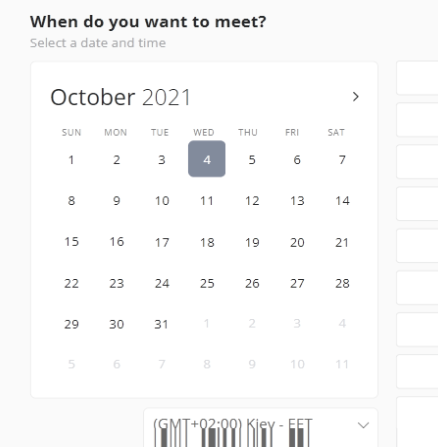 When do you want to meet?
Select a date and time
October 2021
SUN MON TUE WED THU FRI SAT
1 2 3 4 5 6 7
8 9 10 11 12 13 14
15 16 17 18 19 20 21
22 23 24 25 26 27 28
29 30 31 1 2 3 4
5 6 7 8 9 10 11
(GMT+02:00) Kiev - EET